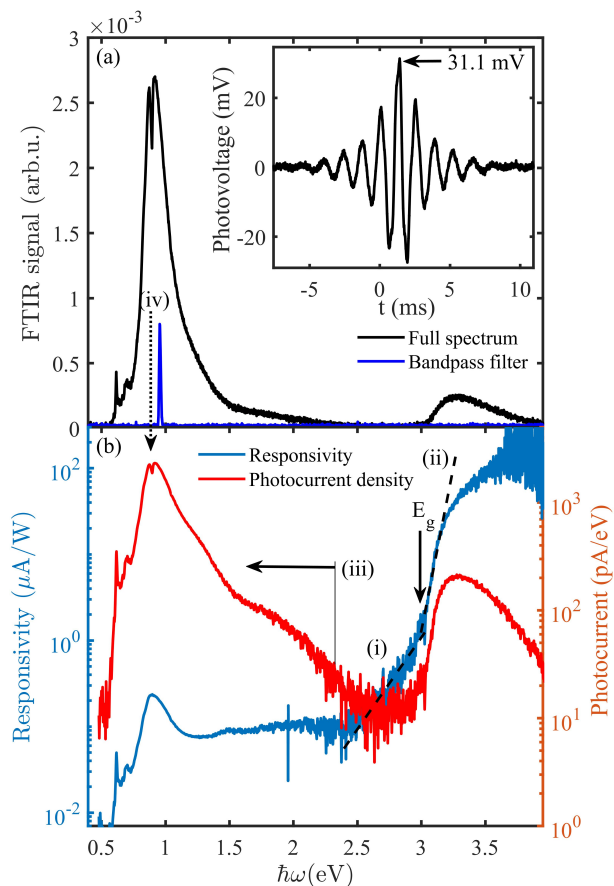 ×10⁻³
(a)
3
2.5
2
1.5
1
0.5
0
FTIR signal (arb.u.)
31.1 mV
20
0
-20
Photovoltage (mV)
-5
0
5
10
t (ms)
(iv)
Full spectrum
Bandpass filter
(b)
Responsivity
Photocurrent density
(ii)
E_g
(iii)
(i)
10²
10⁰
10⁻²
Responsivity (μA/W)
10³
10²
10¹
10⁰
Photocurrent (pA/eV)
0.5
1
1.5
2
2.5
3
3.5
ℏω(eV)